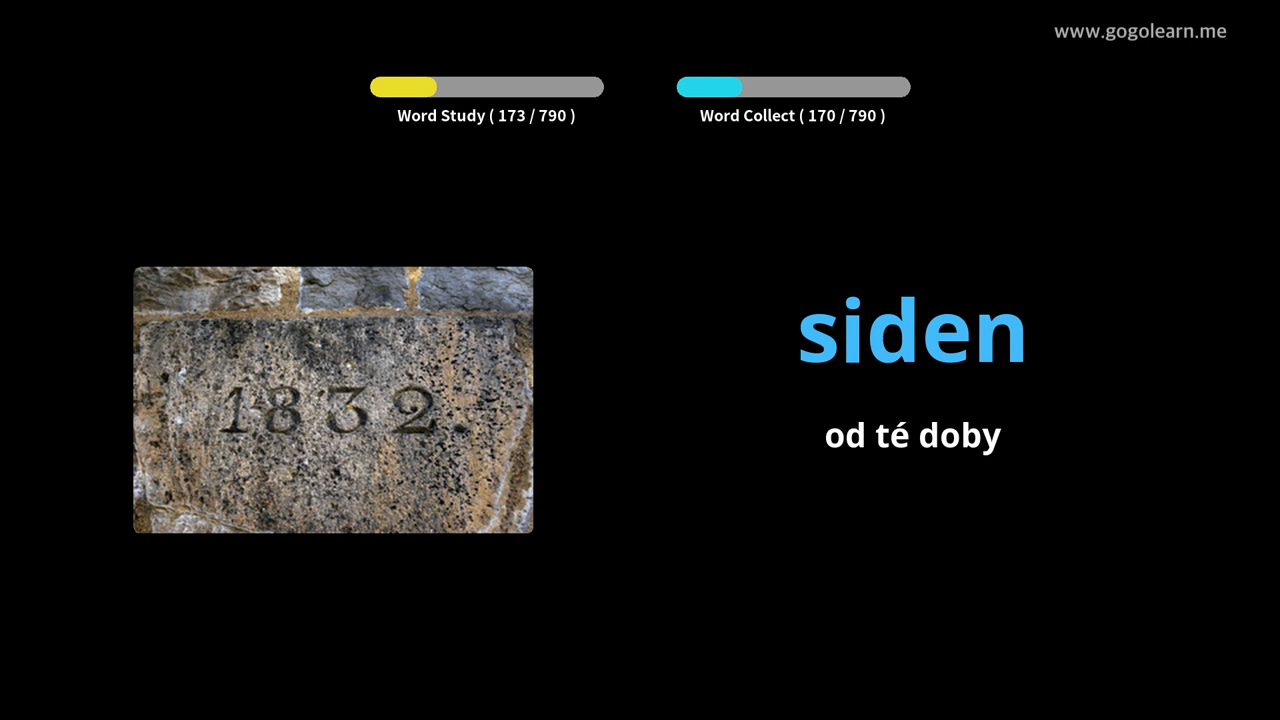 www.gogolearn.me
Word Study ( 173 / 790 )
Word Collect ( 170 / 790 )
1832.
siden
od té doby